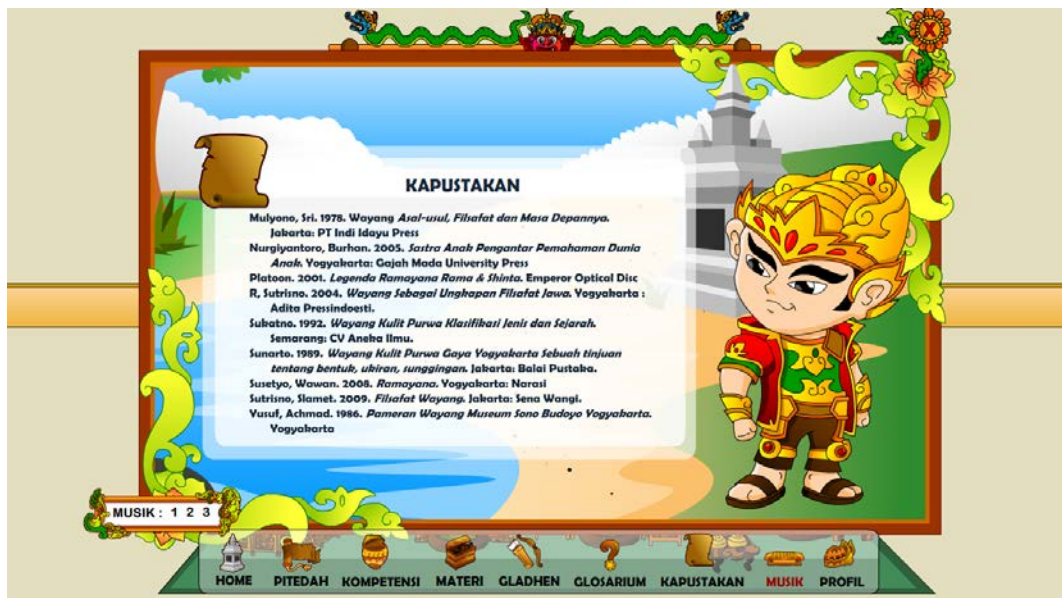 X
KAPUSTAKAN
Mulyono, Sri. 1978. Wayang Asal-usul, Filsafat dan Masa Depannya.
Jakarta: PT Indi Idayu Press
Nurgiyantoro, Burhan. 2005. Sastra Anak Pengantar Pemahaman Dunia
Anak. Yogyakarta: Gajah Mada University Press
Platoon. 2001. Legenda Ramayana Rama & Shinta. Emperor Optical Disc
R, Sutrisno. 2004. Wayang Sebagai Ungkapan Filsafat Jawa. Yogyakarta :
Adita Pressindoesti.
Sukatno. 1992. Wayang Kulit Purwa Klasifikasi Jenis dan Sejarah.
Semarang: CV Aneka Ilmu.
Sunarto. 1989. Wayang Kulit Purwa Gaya Yogyakarta Sebuah tinjuan
tentang bentuk, ukiran, sunggingan. Jakarta: Balai Pustaka.
Susetyo, Wawan. 2008. Ramayana. Yogyakarta: Narasi
Sutrisno, Slamet. 2009. Filsafat Wayang. Jakarta: Sena Wangi.
Yusuf, Achmad. 1986. Pameran Wayang Museum Sono Budoyo Yogyakarta.
Yogyakarta
MUSIK : 1 2 3
HOME PITEDAH KOMPETENSI MATERI GLADHEN GLOSARIUM KAPUSTAKAN MUSIK PROFIL